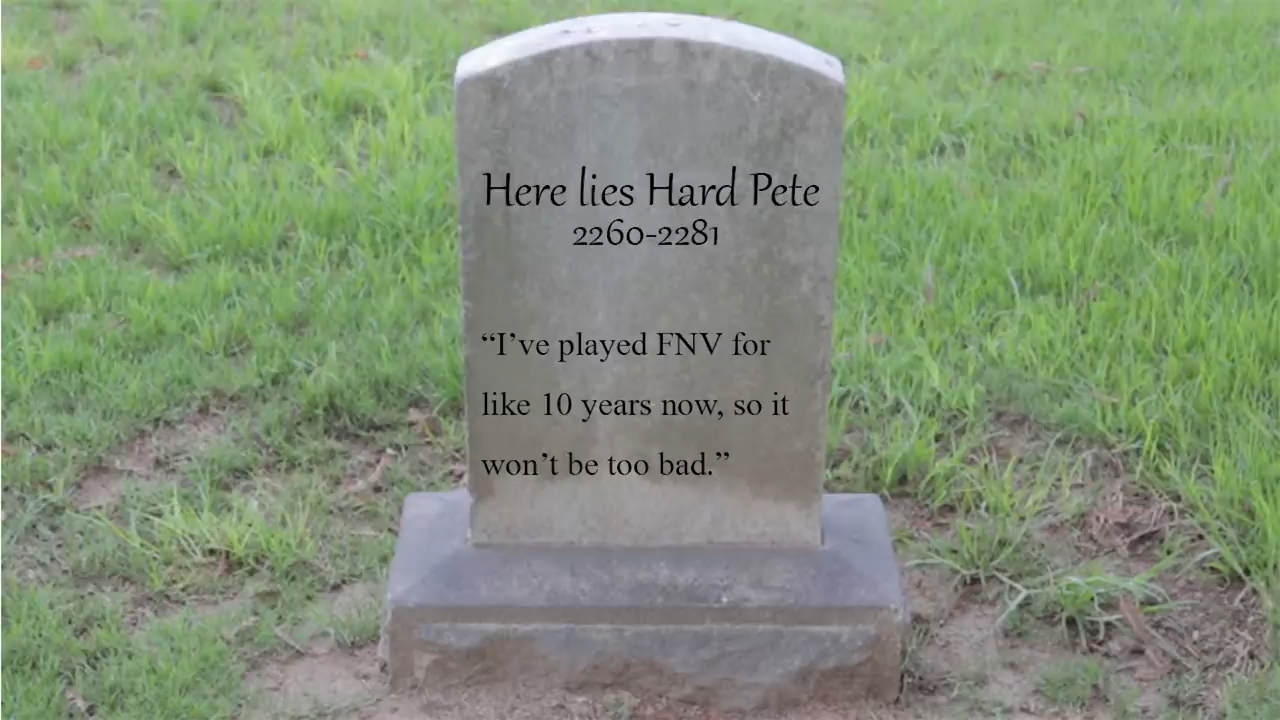 Here lies Hard Pete
2260-2281
“I’ve played FNV for
like 10 years now, so it
won’t be too bad.”